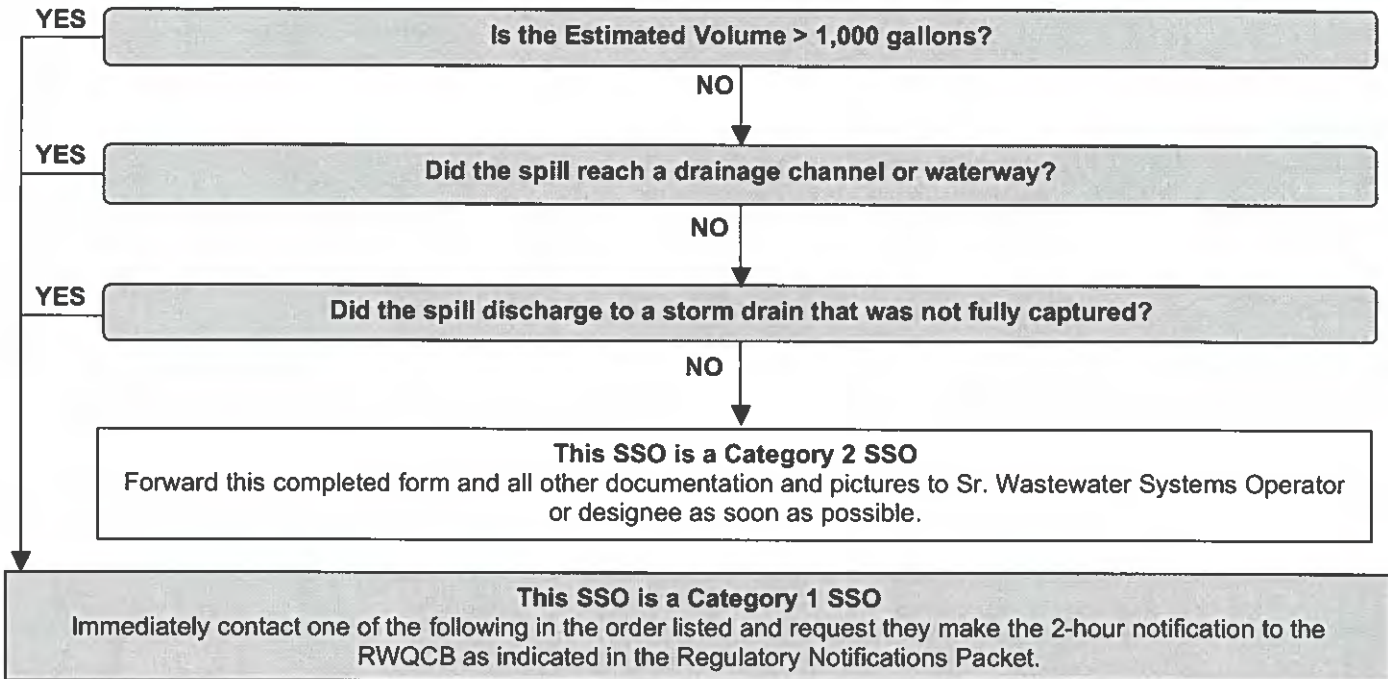 YES
Is the Estimated Volume > 1,000 gallons?
NO
YES
Did the spill reach a drainage channel or waterway?
NO
YES
Did the spill discharge to a storm drain that was not fully captured?
NO
This SSO is a Category 2 SSO
Forward this completed form and all other documentation and pictures to Sr. Wastewater Systems Operator
or designee as soon as possible.
This SSO is a Category 1 SSO
Immediately contact one of the following in the order listed and request they make the 2-hour notification to the
RWQCB as indicated in the Regulatory Notifications Packet.